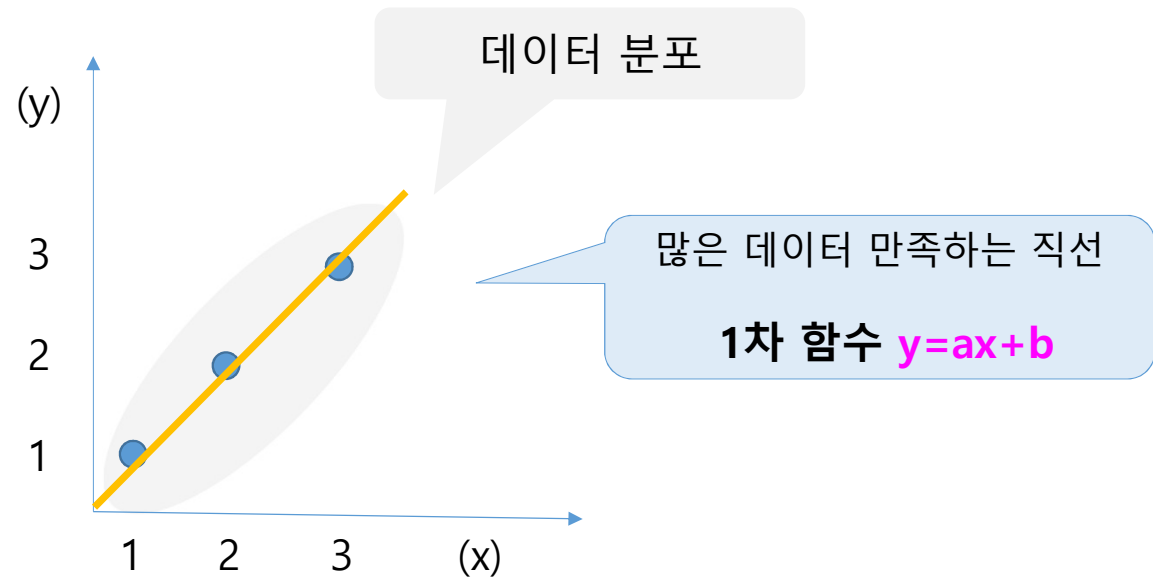 데이터 분포
(y)
많은 데이터 만족하는 직선
1차 함수 y=ax+b
3
2
1
1 2 3 (x)